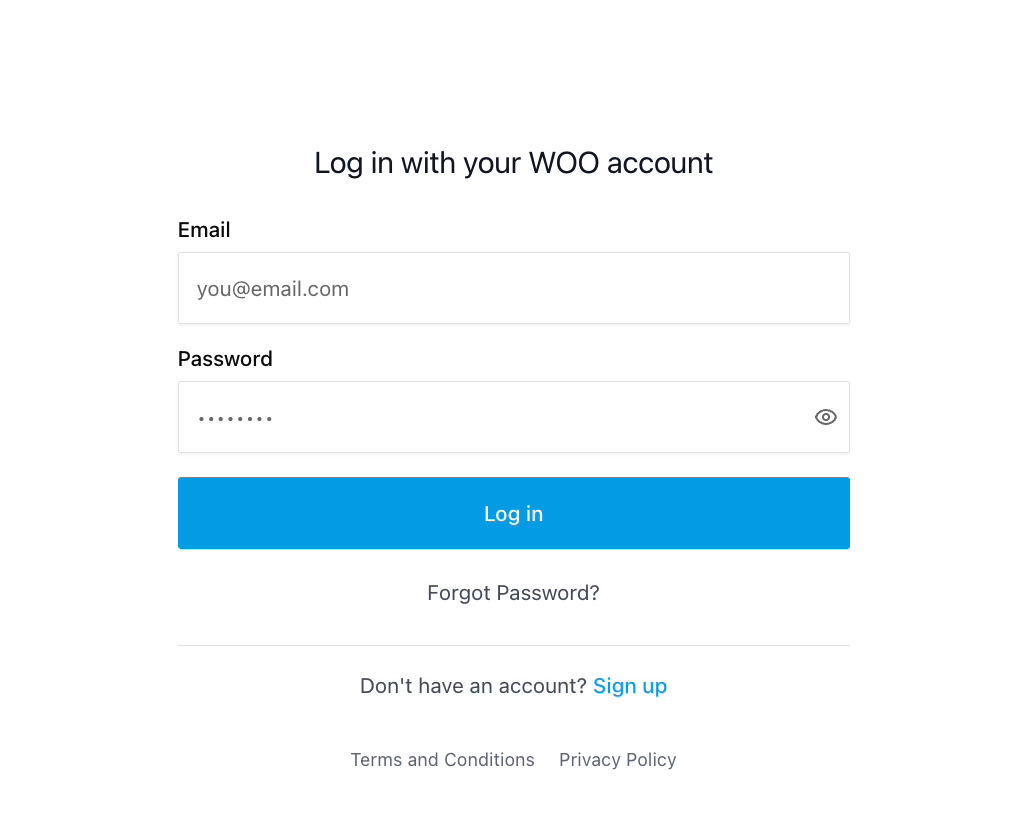 Log in with your WOO account
Email
you@email.com
Password
••••••••
Log in
Forgot Password?
Don't have an account? Sign up
Terms and Conditions Privacy Policy